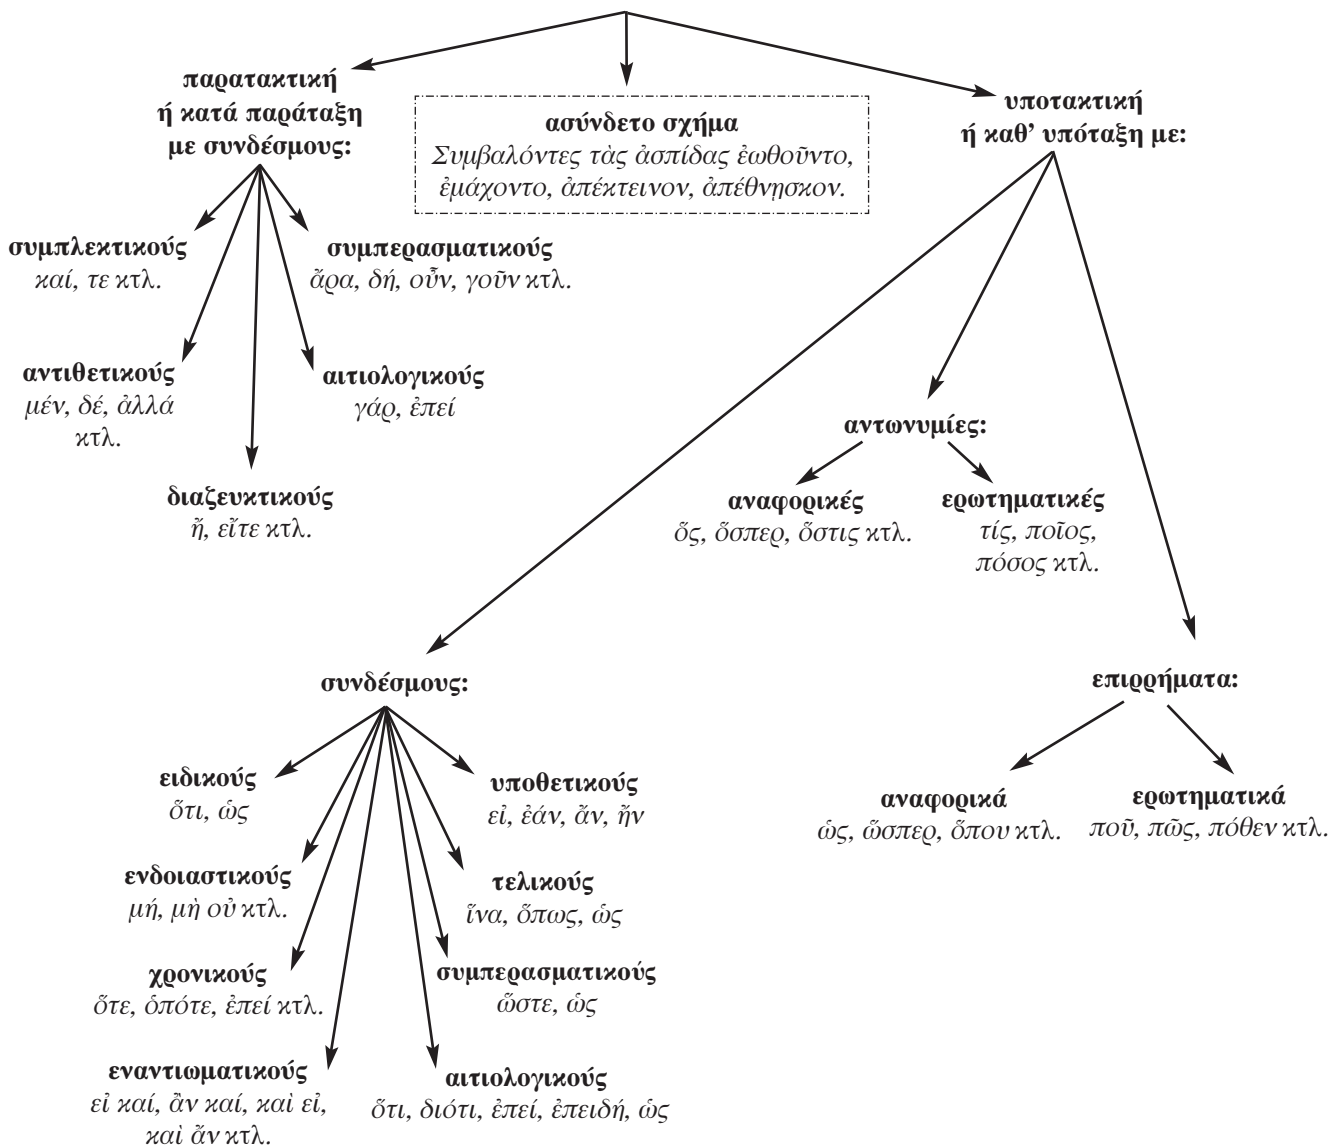 παρατακτική
ή κατά παράταξη
με συνδέσμους:
ασύνδετο σχήμα
Συμβαλόντες τὰς ἀσπίδας ἐωθοῦντο,
ἐμάχοντο, ἀπέκτεινον, ἀπέθνῃσκον.
υποτακτική
ή καθ’ υπόταξη με:
συμπλεκτικούς
καί, τε κτλ.
συμπερασματικούς
ἄρα, δή, οὖν, γοῦν κτλ.
αντιθετικούς
μέν, δέ, ἀλλά
κτλ.
αιτιολογικούς
γάρ, ἐπεί
διαζευκτικούς
ἤ, εἴτε κτλ.
αντωνυμίες:
αναφορικές
ὅς, ὅσπερ, ὅστις κτλ.
ερωτηματικές
τίς, ποῖος,
πόσος κτλ.
συνδέσμους:
ειδικούς
ὅτι, ὡς
υποθετικούς
εἰ, ἐάν, ἄν, ἤν
ενδοιαστικούς
μή, μὴ οὐ κτλ.
τελικούς
ἵνα, ὅπως, ὡς
χρονικούς
ὅτε, ὁπότε, ἐπεί κτλ.
συμπερασματικούς
ὥστε, ὡς
εναντιωματικούς
εἰ καί, ἂν καί, καὶ εἰ,
καὶ ἄν κτλ.
αιτιολογικούς
ὅτι, διότι, ἐπεί, ἐπειδή, ὡς
επιρρήματα:
αναφορικά
ὡς, ὥσπερ, ὅπου κτλ.
ερωτηματικά
ποῦ, πῶς, πόθεν κτλ.